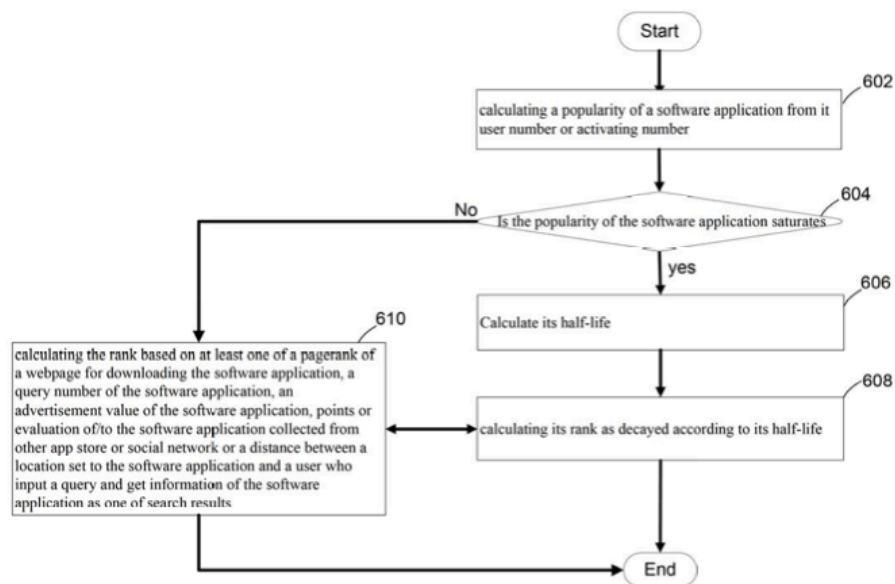 Start
602
calculating a popularity of a software application from it
user number or activating number
604
No
Is the popularity of the software application saturates
yes
606
Calculate its half-life
610
calculating the rank based on at least one of a pagerank of
a webpage for downloading the software application, a
query number of the software application, an
advertisement value of the software application, points or
evaluation of/to the software application collected from
other app store or social network or a distance between a
location set to the software application and a user who
input a query and get information of the software
application as one of search results
608
calculating its rank as decayed according to its half-life
End